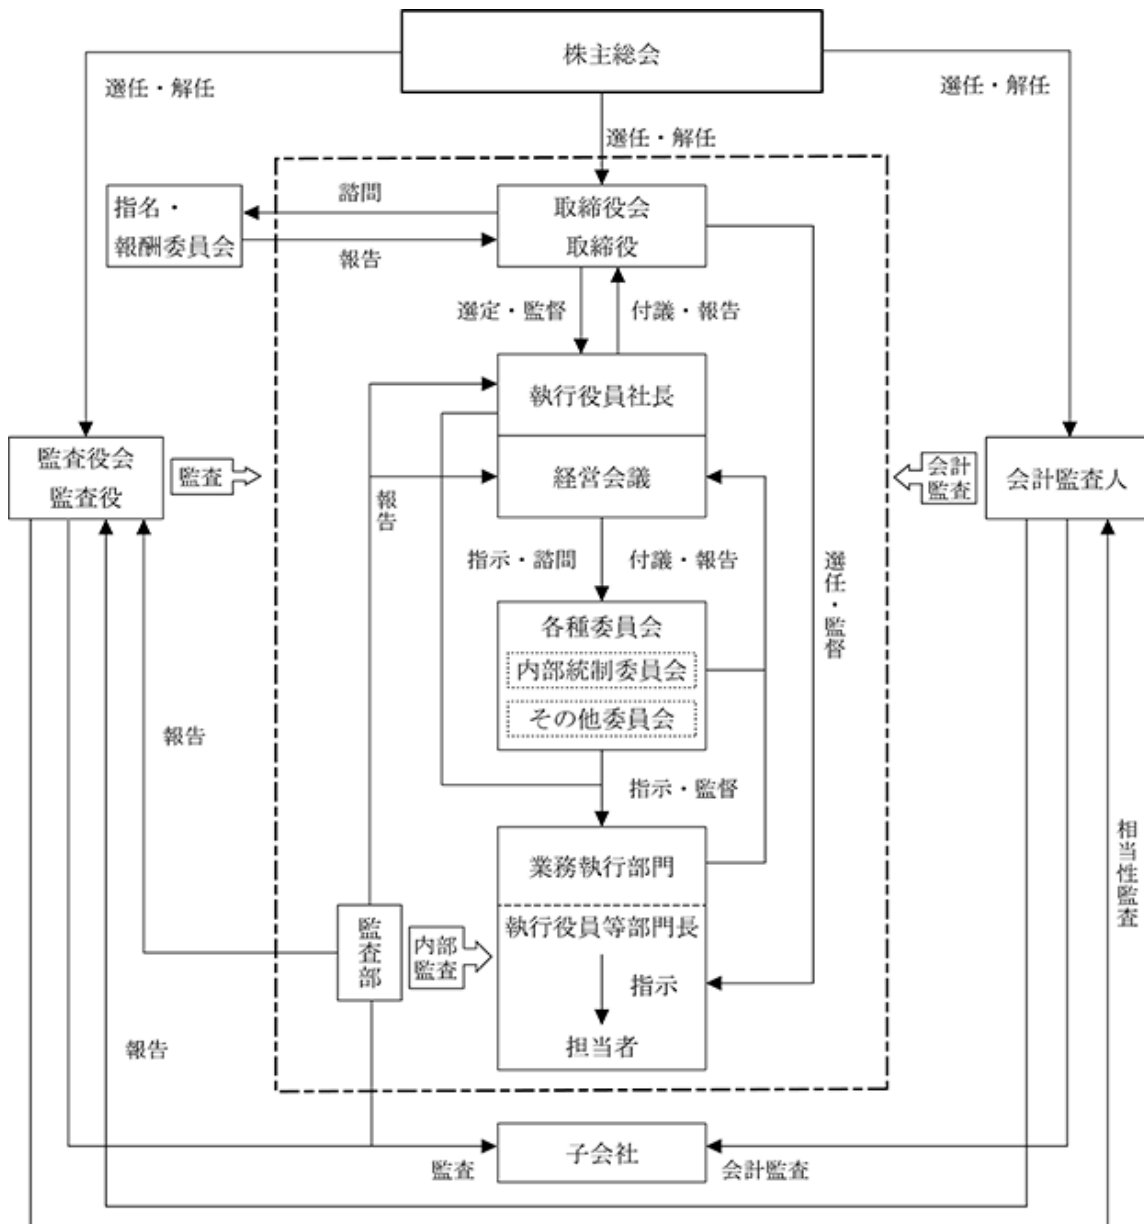 株主総会
選任・解任
選任・解任
選任・解任
指名・
報酬委員会
諮問
報告
取締役会
取締役
選定・監督
付議・報告
執行役員社長
経営会議
監査役会
監査役
監査
会計
監査
会計監査人
報告
指示・諮問
付議・報告
選任・監督
各種委員会
内部統制委員会
その他委員会
報告
指示・監督
業務執行部門
執行役員等部門長
指示
担当者
監査部
内部
監査
相当性監査
報告
監査
子会社
会計監査